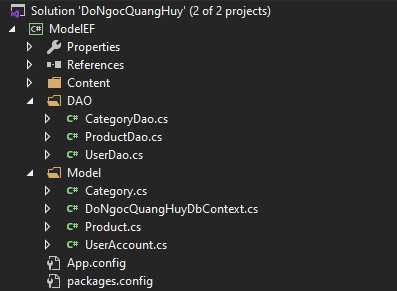 Solution 'DoNgocQuangHuy' (2 of 2 projects)
C# ModelEF
Properties
References
Content
DAO
C# CategoryDao.cs
C# ProductDao.cs
C# UserDao.cs
Model
C# Category.cs
C# DoNgocQuangHuyDbContext.cs
C# Product.cs
C# UserAccount.cs
App.config
packages.config